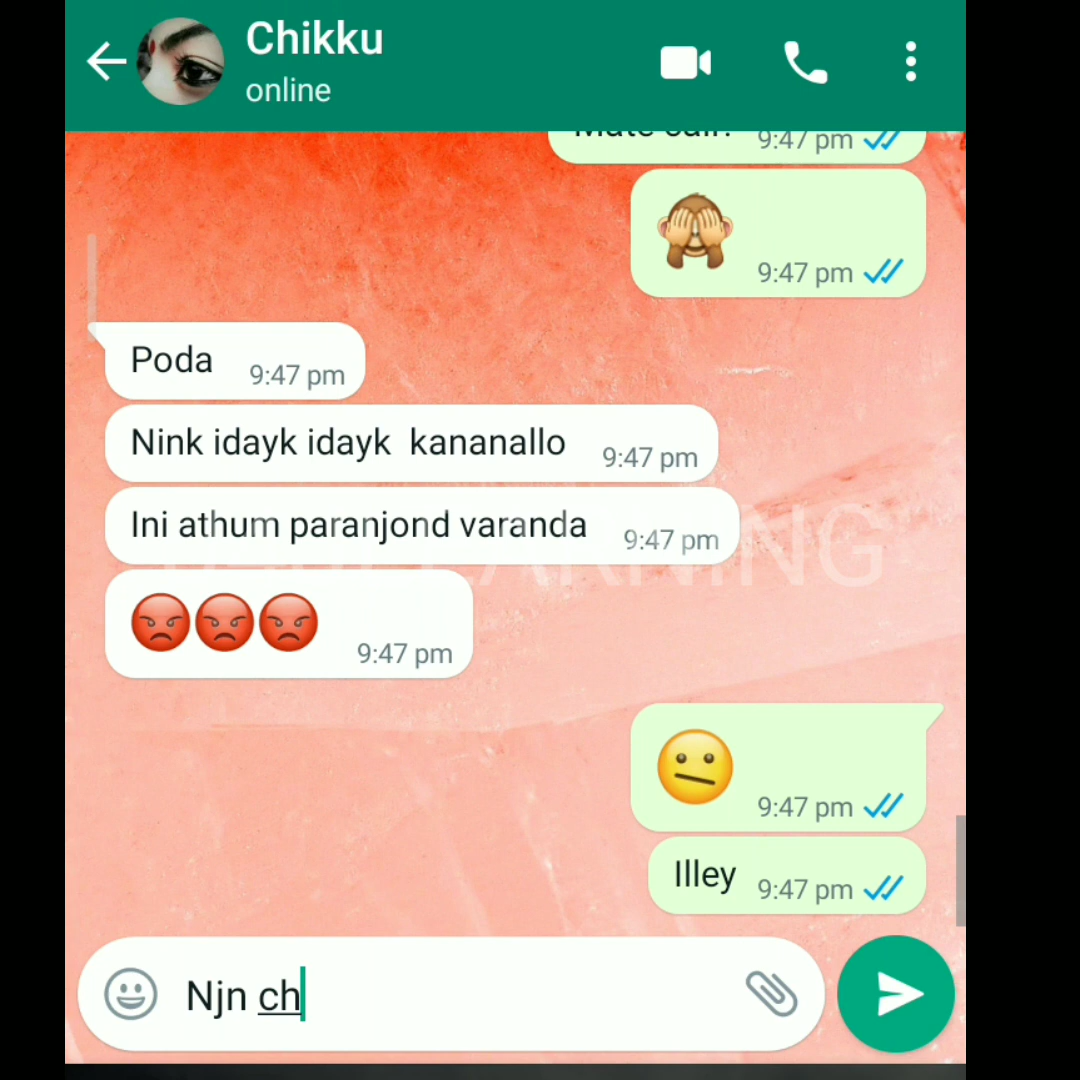 Chikku
online
9:47 pm
9:47 pm
Poda 9:47 pm
Nink idayk idayk kananallo 9:47 pm
Ini athum paranjond varanda 9:47 pm
9:47 pm
9:47 pm
Illey 9:47 pm
Njn ch